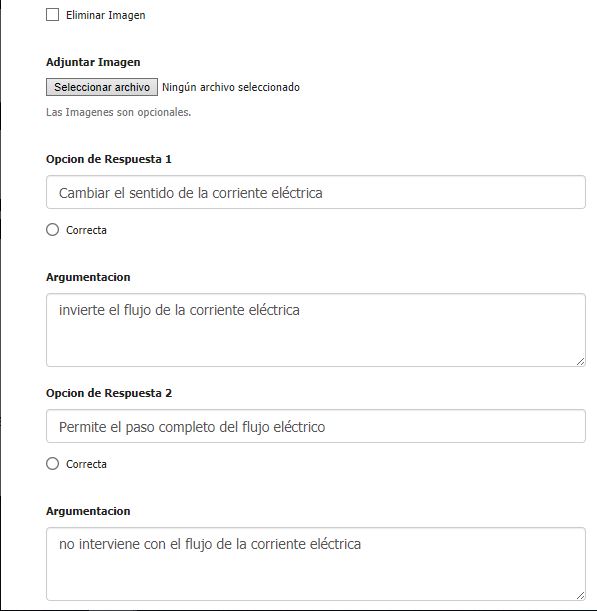 Eliminar Imagen
Adjuntar Imagen
Seleccionar archivo Ningún archivo seleccionado
Las Imagenes son opcionales.
Opcion de Respuesta 1
Cambiar el sentido de la corriente eléctrica
Correcta
Argumentacion
invierte el flujo de la corriente eléctrica
Opcion de Respuesta 2
Permite el paso completo del flujo eléctrico
Correcta
Argumentacion
no interviene con el flujo de la corriente eléctrica